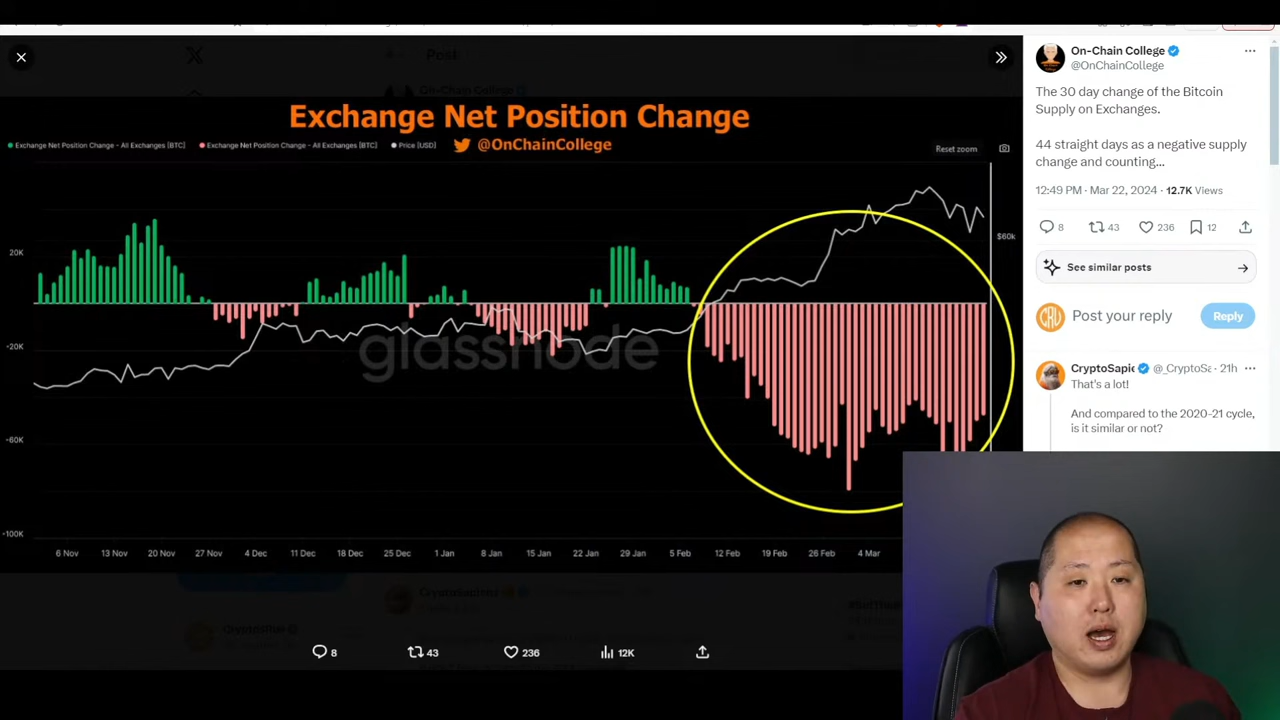 Post
Exchange Net Position Change
Exchange Net Position Change - All Exchanges [BTC]
Exchange Net Position Change - All Exchanges [BTC]
Price [USD]
@OnChainCollege
Reset zoom
$60k
20K
-20K
-60K
-100K
glassnode
6 Nov
13 Nov
20 Nov
27 Nov
4 Dec
11 Dec
18 Dec
25 Dec
1 Jan
8 Jan
15 Jan
22 Jan
29 Jan
5 Feb
12 Feb
19 Feb
26 Feb
4 Mar
8
43
236
12K
On-Chain College
@OnChainCollege
The 30 day change of the Bitcoin
Supply on Exchanges.
44 straight days as a negative supply
change and counting...
12:49 PM · Mar 22, 2024 · 12.7K Views
8
43
236
12
See similar posts
CRU
Post your reply
Reply
CryptoSapie @_CryptoSa · 21h
That's a lot!
And compared to the 2020-21 cycle,
is it similar or not?